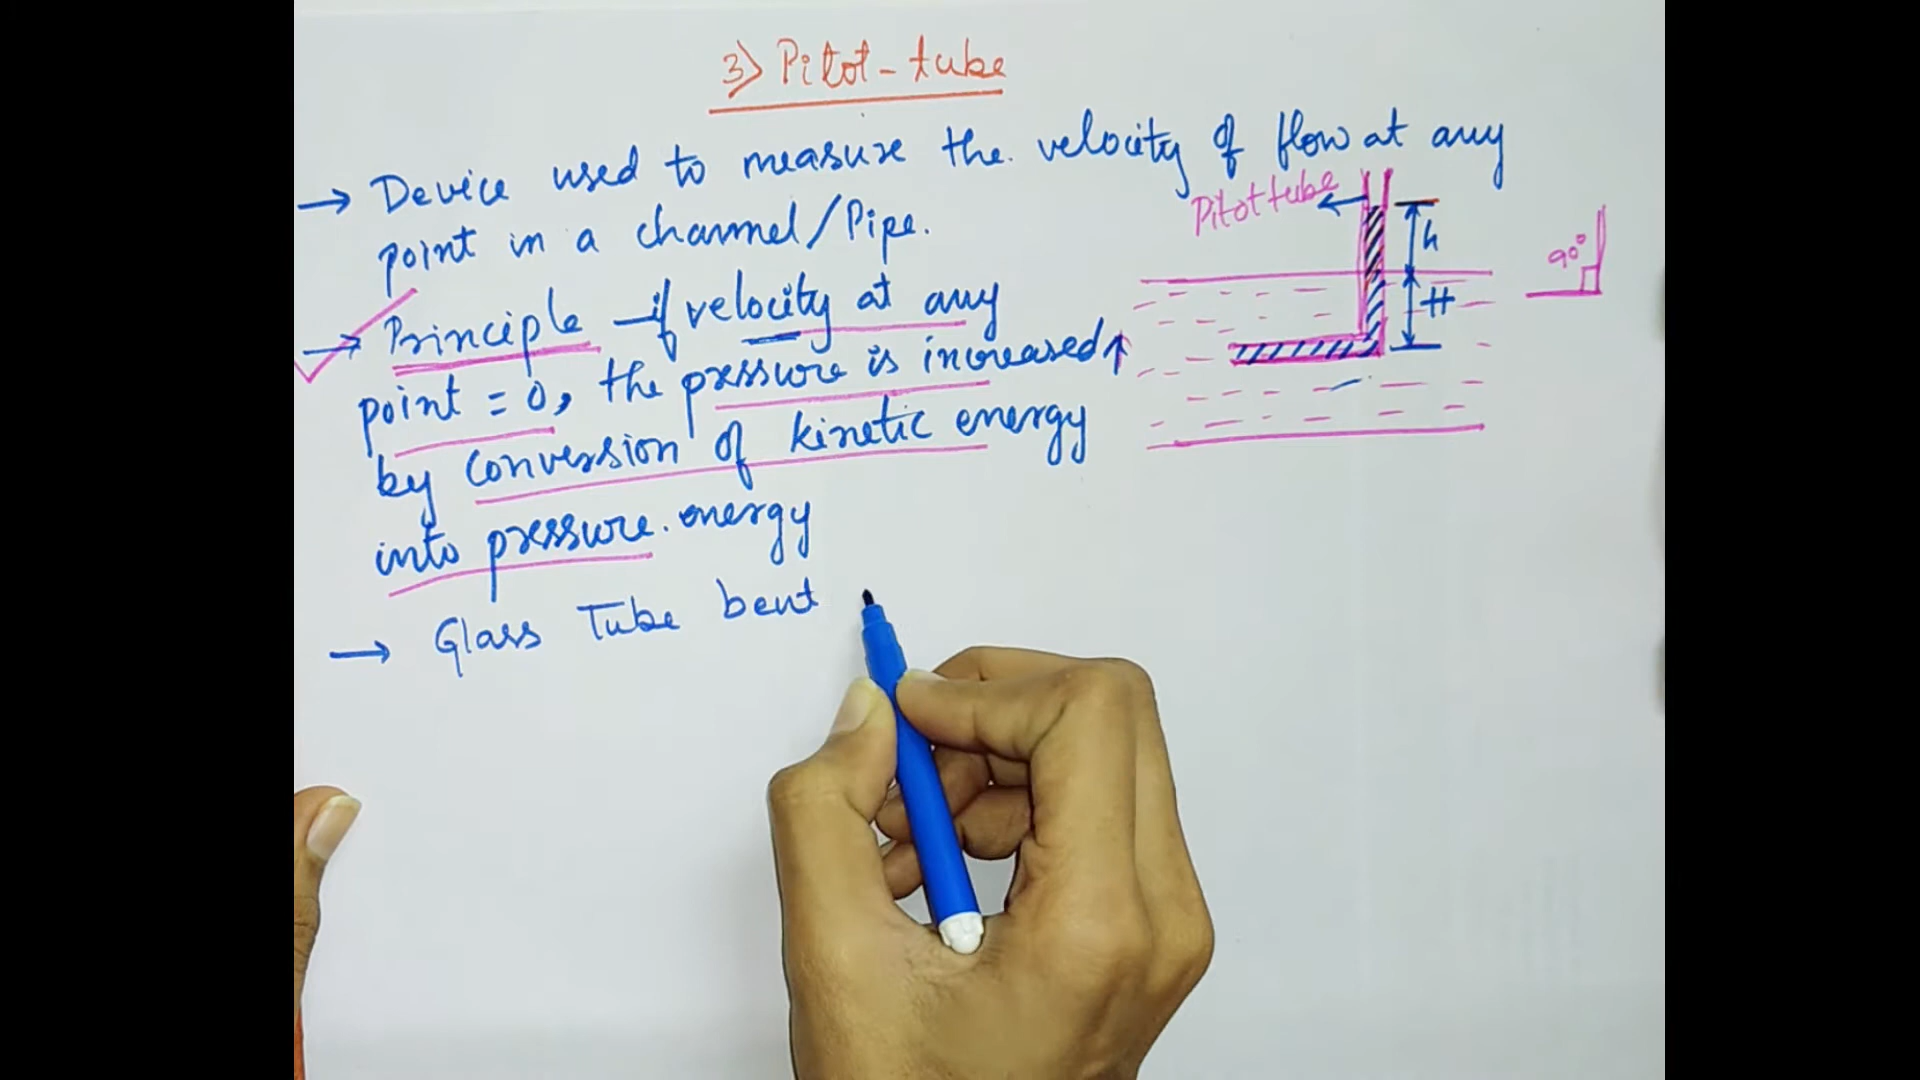 3) Pitot-tube
→ Device used to measure the velocity of flow at any
point in a channel/Pipe.
→ Principle - if velocity at any
point = 0, the pressure is increased ↑
by conversion of kinetic energy
into pressure energy
→ Glass Tube bent
Pitot tube
h
H
90°